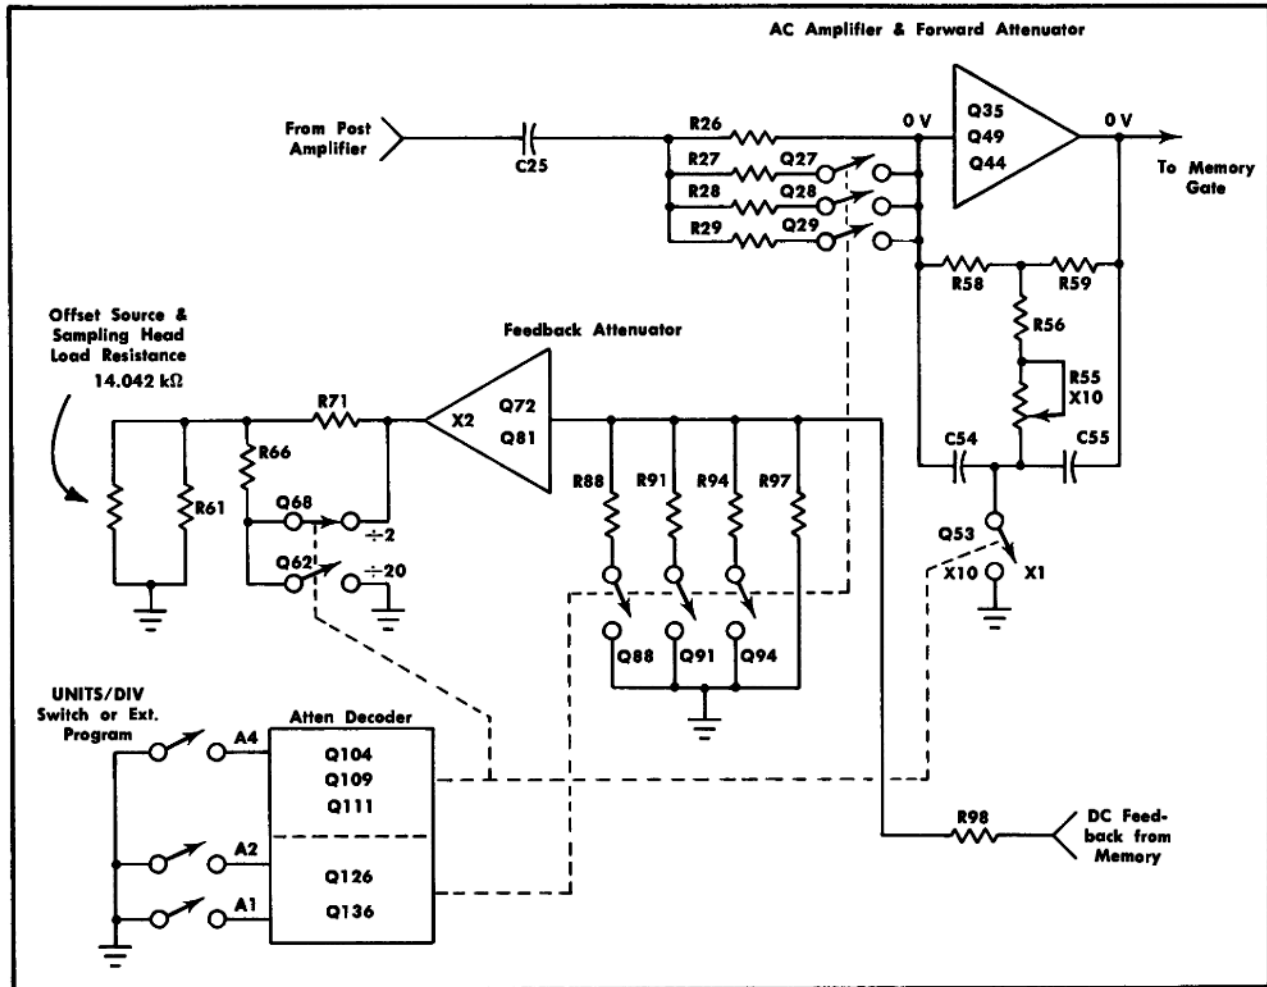 AC Amplifier & Forward Attenuator
From Post
Amplifier
C25
R26
R27
R28
R29
Q27
Q28
Q29
0 V
Q35
Q49
Q44
0 V
To Memory
Gate
R58
R59
R56
R55
X10
C54
C55
Q53
X10
X1
Offset Source &
Sampling Head
Load Resistance
14.042 kΩ
Feedback Attenuator
R71
X2
Q72
Q81
R66
R61
Q68
÷2
Q62
÷20
R88
R91
R94
R97
Q88
Q91
Q94
UNITS/DIV
Switch or Ext.
Program
Atten Decoder
A4
A2
A1
Q104
Q109
Q111
Q126
Q136
R98
DC Feed-
back from
Memory